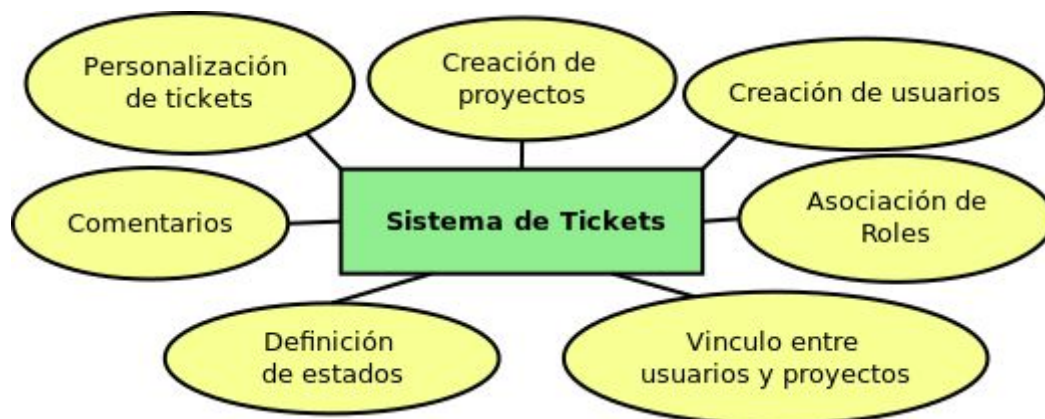 Personalización
de tickets
Creación de
proyectos
Creación de usuarios
Comentarios
Sistema de Tickets
Asociación de
Roles
Definición
de estados
Vinculo entre
usuarios y proyectos